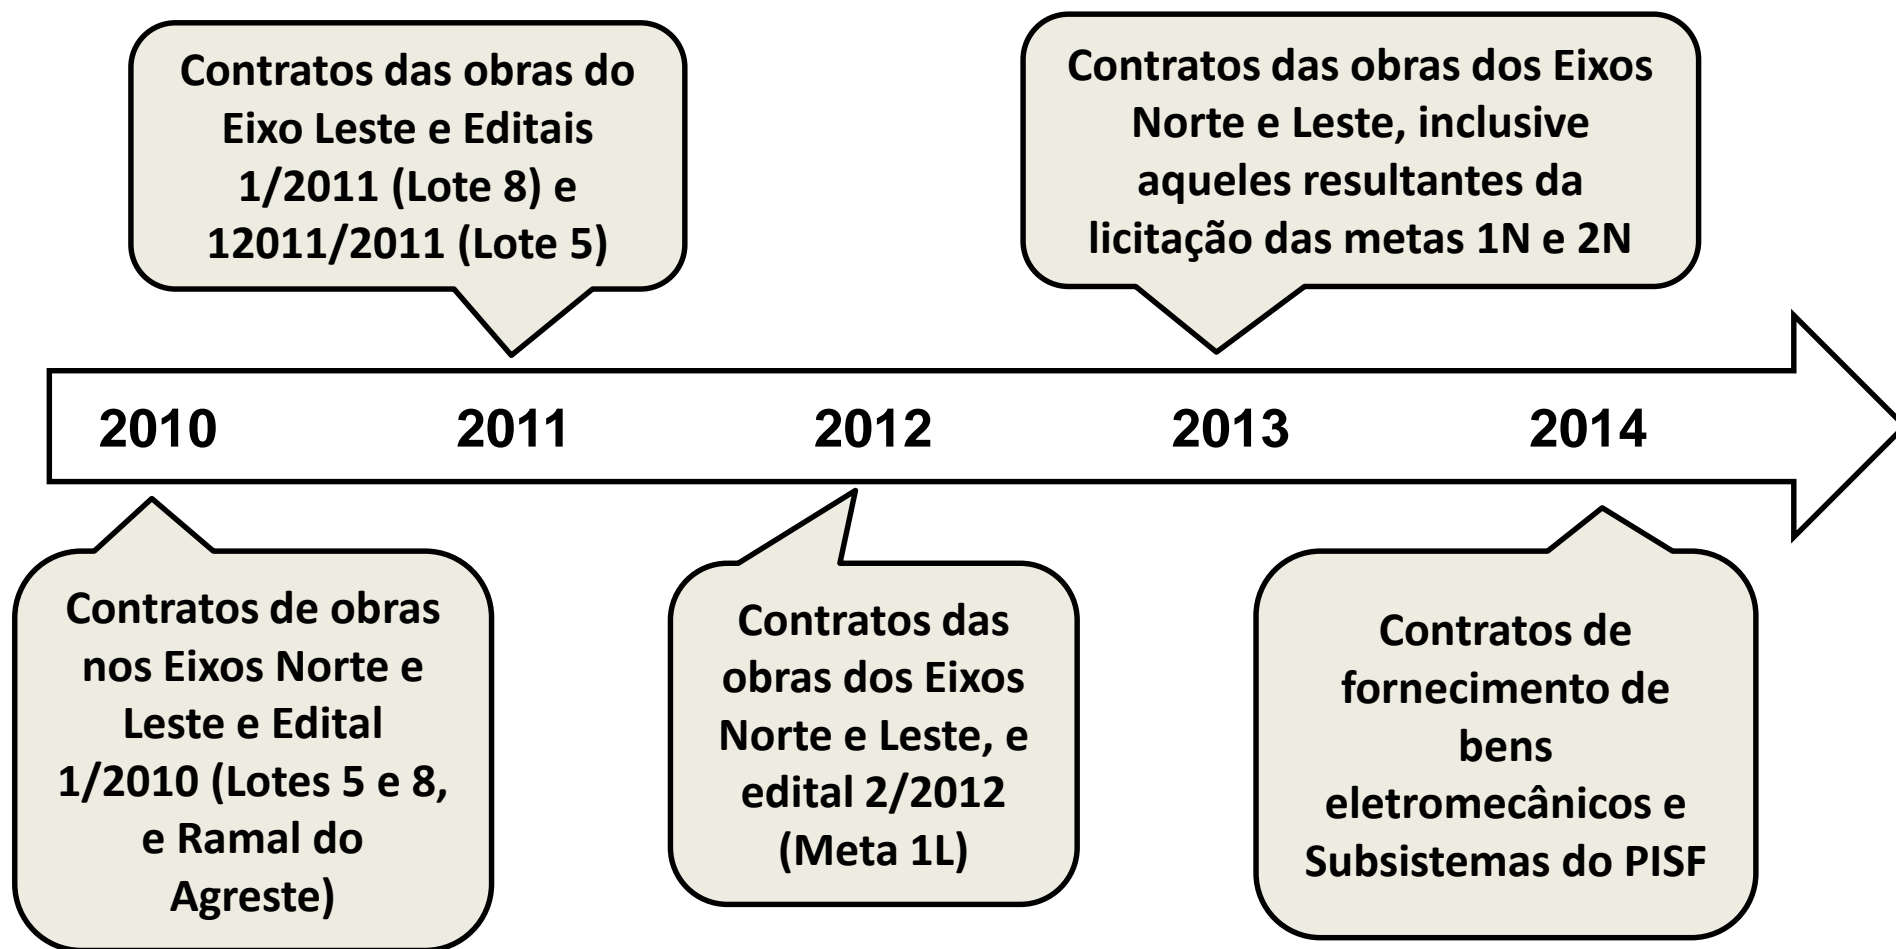 Contratos das obras do
Eixo Leste e Editais
1/2011 (Lote 8) e
12011/2011 (Lote 5)
Contratos das obras dos Eixos
Norte e Leste, inclusive
aqueles resultantes da
licitação das metas 1N e 2N
2010
2011
2012
2013
2014
Contratos de obras
nos Eixos Norte e
Leste e Edital
1/2010 (Lotes 5 e 8,
e Ramal do
Agreste)
Contratos das
obras dos Eixos
Norte e Leste, e
edital 2/2012
(Meta 1L)
Contratos de
fornecimento de
bens
eletromecânicos e
Subsistemas do PISF